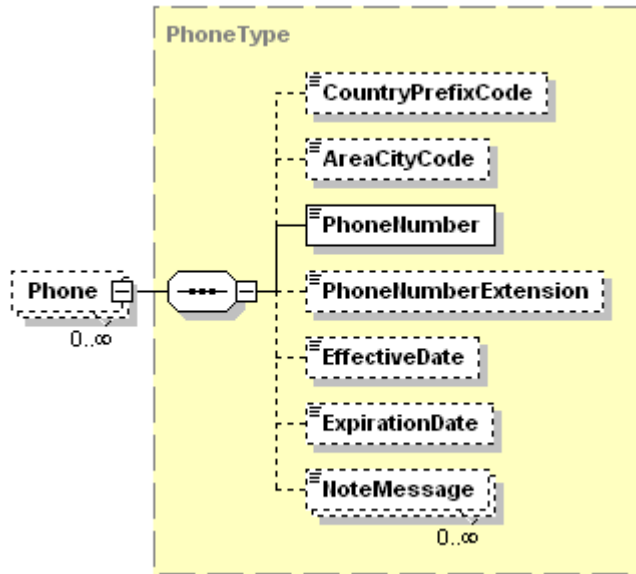 PhoneType
CountryPrefixCode
AreaCityCode
PhoneNumber
Phone
0..∞
PhoneNumberExtension
EffectiveDate
ExpirationDate
NoteMessage
0..∞